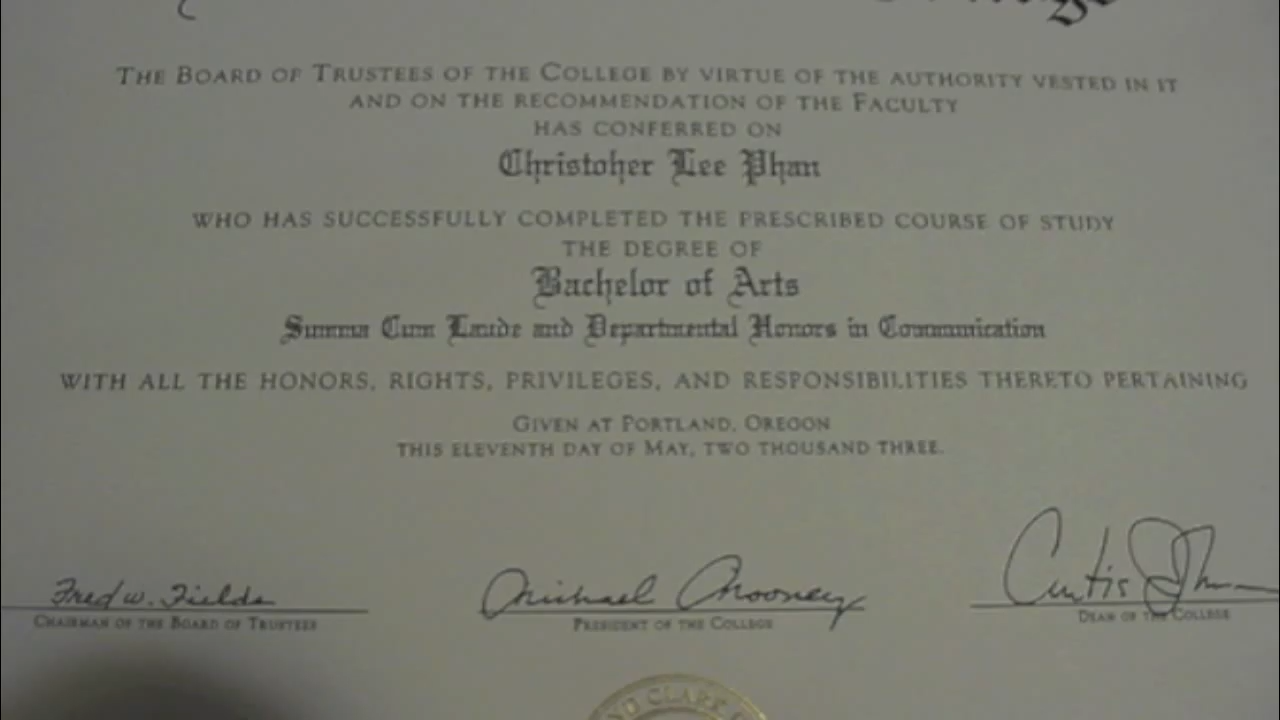 THE BOARD OF TRUSTEES OF THE COLLEGE BY VIRTUE OF THE AUTHORITY VESTED IN IT
AND ON THE RECOMMENDATION OF THE FACULTY
HAS CONFERRED ON
Christoher Lee Phan
WHO HAS SUCCESSFULLY COMPLETED THE PRESCRIBED COURSE OF STUDY
THE DEGREE OF
Bachelor of Arts
Summa Cum Laude and Departmental Honors in Communication
WITH ALL THE HONORS, RIGHTS, PRIVILEGES, AND RESPONSIBILITIES THERETO PERTAINING
GIVEN AT PORTLAND, OREGON
THIS ELEVENTH DAY OF MAY, TWO THOUSAND THREE.
Fred W. Fields Michael Mooney Curtis
CHAIRMAN OF THE BOARD OF TRUSTEES PRESIDENT OF THE COLLEGE DEAN OF THE COLLEGE
CLARK